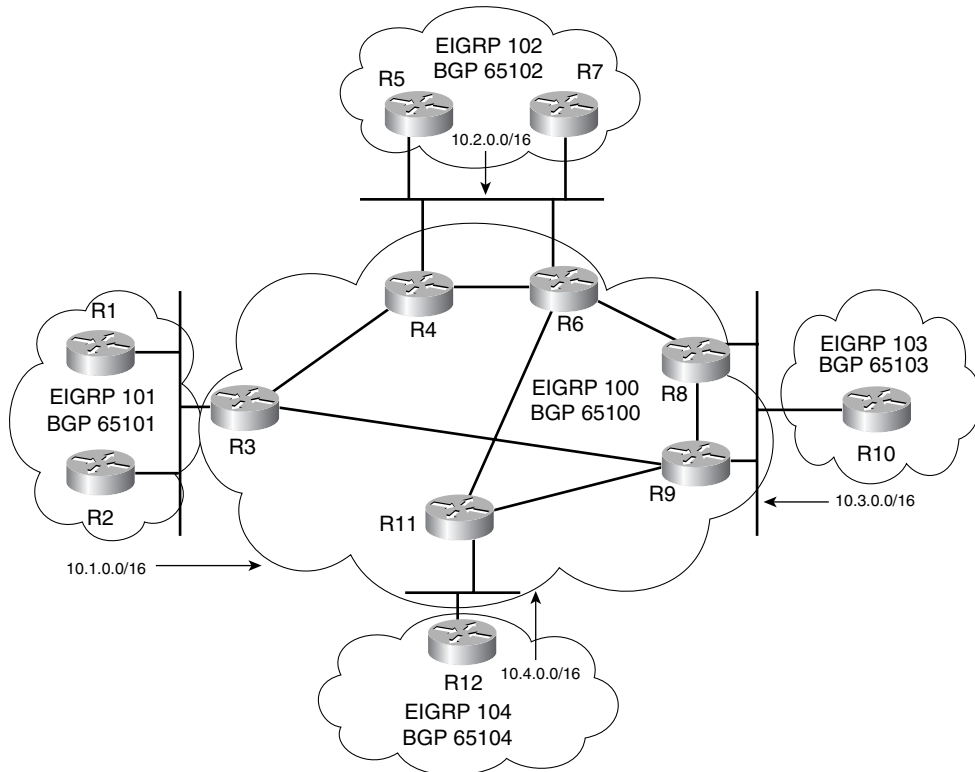 EIGRP 102
BGP 65102
R5
R7
10.2.0.0/16
R4
R6
R1
EIGRP 101
BGP 65101
R2
R3
EIGRP 100
BGP 65100
R8
R9
EIGRP 103
BGP 65103
R10
R11
10.3.0.0/16
10.1.0.0/16
R12
10.4.0.0/16
EIGRP 104
BGP 65104